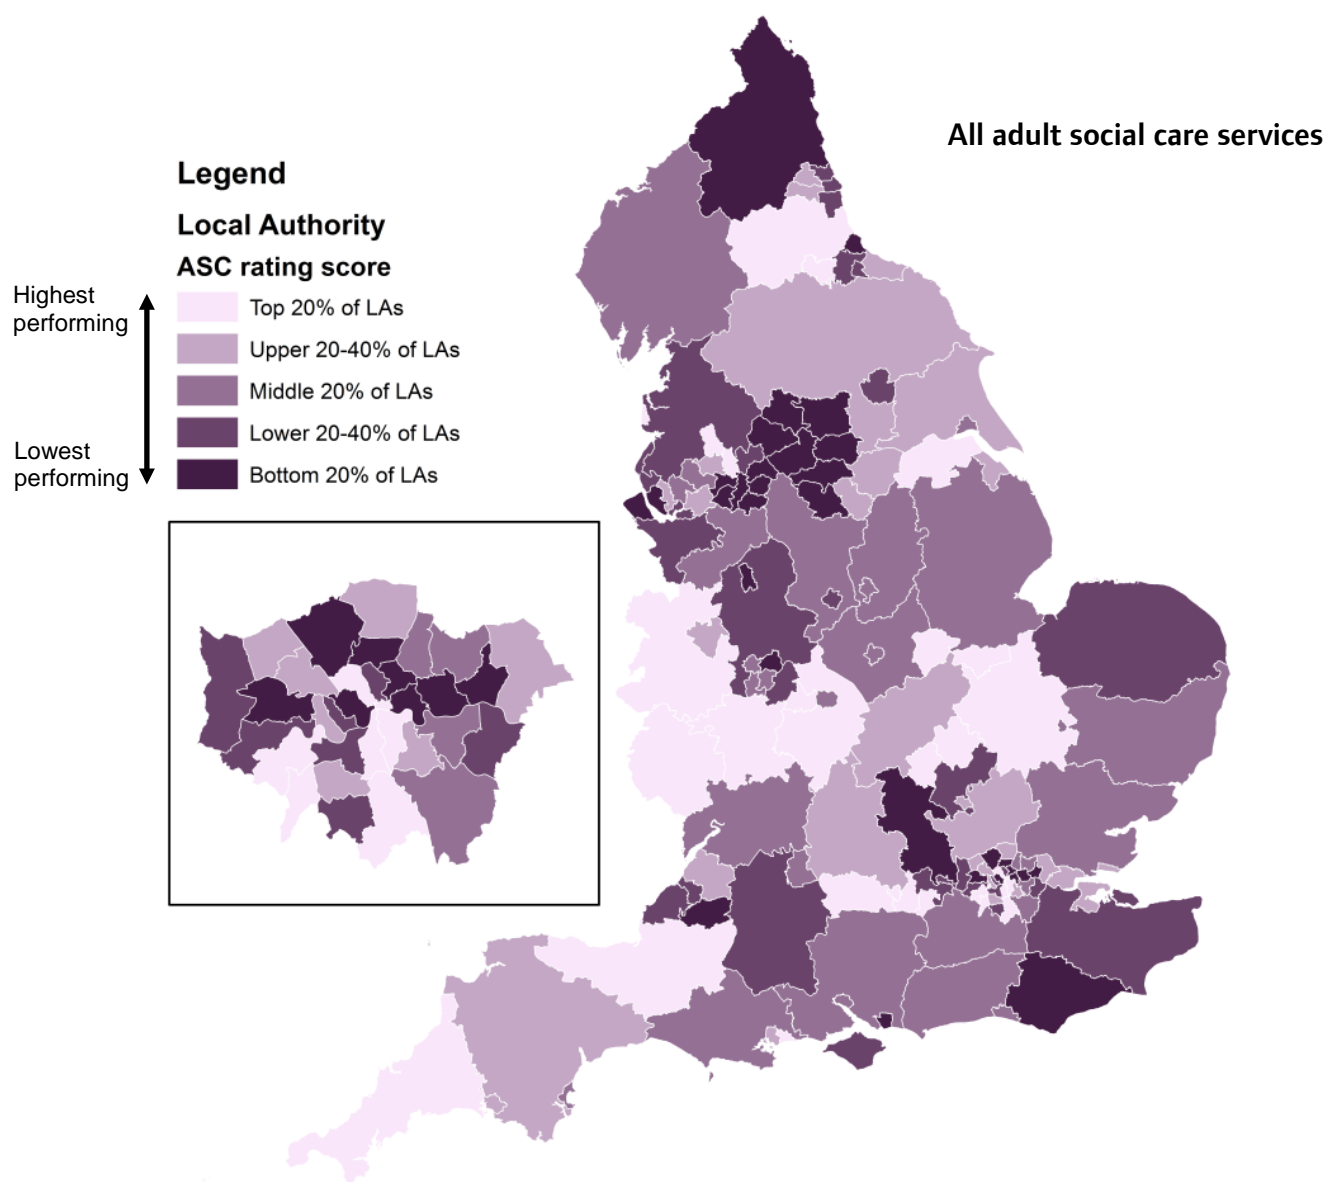 All adult social care services
Legend
Local Authority
ASC rating score
Highest
performing
Top 20% of LAs
Upper 20-40% of LAs
Middle 20% of LAs
Lower 20-40% of LAs
Lowest
performing
Bottom 20% of LAs